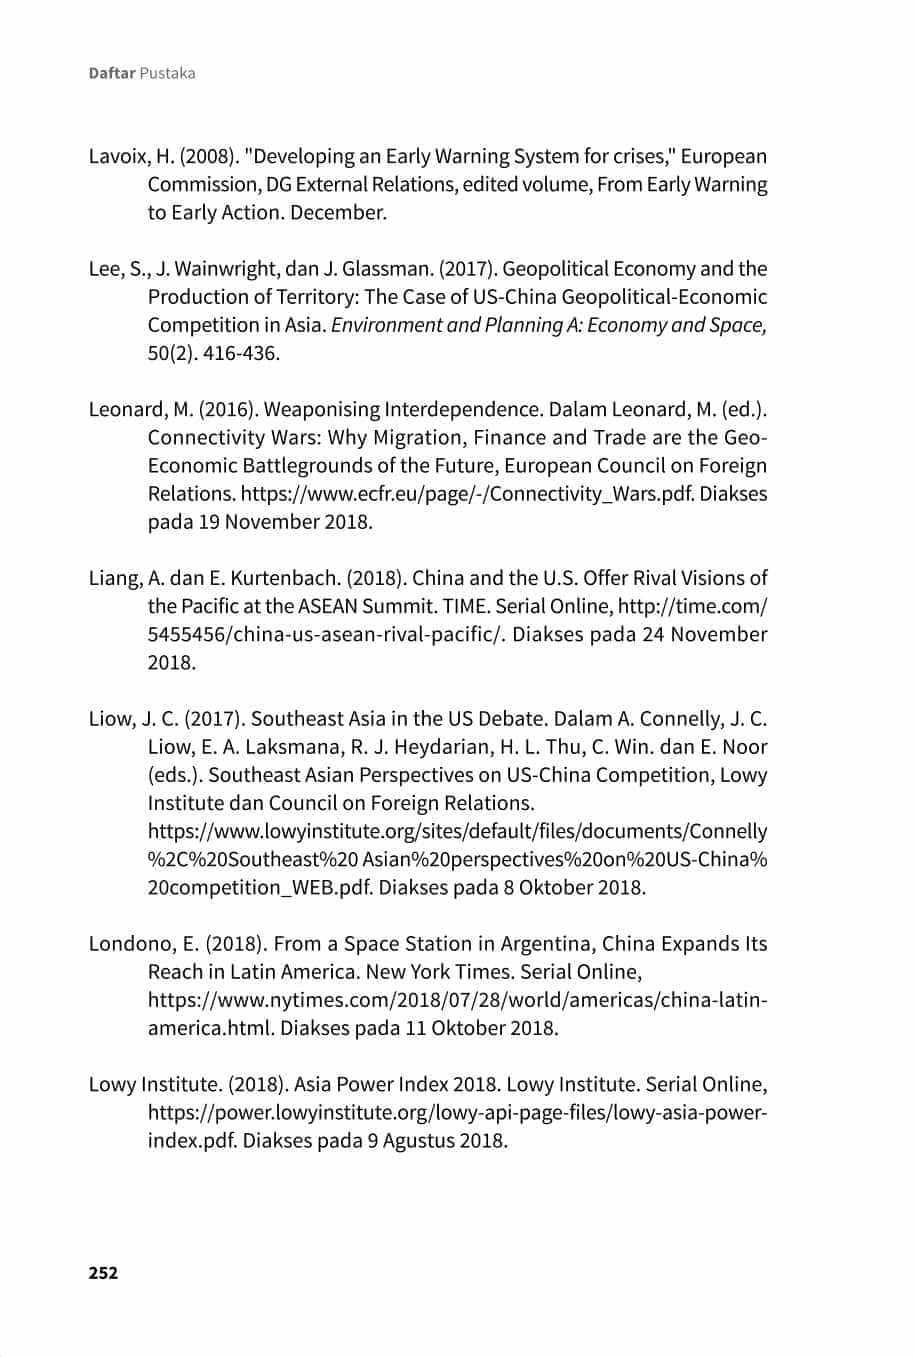 Daftar Pustaka
Lavoix, H. (2008). "Developing an Early Warning System for crises," European
Commission, DG External Relations, edited volume, From Early Warning
to Early Action. December.
Lee, S., J. Wainwright, dan J. Glassman. (2017). Geopolitical Economy and the
Production of Territory: The Case of US-China Geopolitical-Economic
Competition in Asia. Environment and Planning A: Economy and Space,
50(2). 416-436.
Leonard, M. (2016). Weaponising Interdependence. Dalam Leonard, M. (ed.).
Connectivity Wars: Why Migration, Finance and Trade are the Geo-
Economic Battlegrounds of the Future, European Council on Foreign
Relations. https://www.ecfr.eu/page/-/Connectivity_Wars.pdf. Diakses
pada 19 November 2018.
Liang, A. dan E. Kurtenbach. (2018). China and the U.S. Offer Rival Visions of
the Pacific at the ASEAN Summit. TIME. Serial Online, http://time.com/
5455456/china-us-asean-rival-pacific/. Diakses pada 24 November
2018.
Liow, J. C. (2017). Southeast Asia in the US Debate. Dalam A. Connelly, J. C.
Liow, E. A. Laksmana, R. J. Heydarian, H. L. Thu, C. Win. dan E. Noor
(eds.). Southeast Asian Perspectives on US-China Competition, Lowy
Institute dan Council on Foreign Relations.
https://www.lowyinstitute.org/sites/default/files/documents/Connelly
%2C%20Southeast%20 Asian%20perspectives%20on%20US-China%
20competition_WEB.pdf. Diakses pada 8 Oktober 2018.
Londono, E. (2018). From a Space Station in Argentina, China Expands Its
Reach in Latin America. New York Times. Serial Online,
https://www.nytimes.com/2018/07/28/world/americas/china-latin-
america.html. Diakses pada 11 Oktober 2018.
Lowy Institute. (2018). Asia Power Index 2018. Lowy Institute. Serial Online,
https://power.lowyinstitute.org/lowy-api-page-files/lowy-asia-power-
index.pdf. Diakses pada 9 Agustus 2018.
252